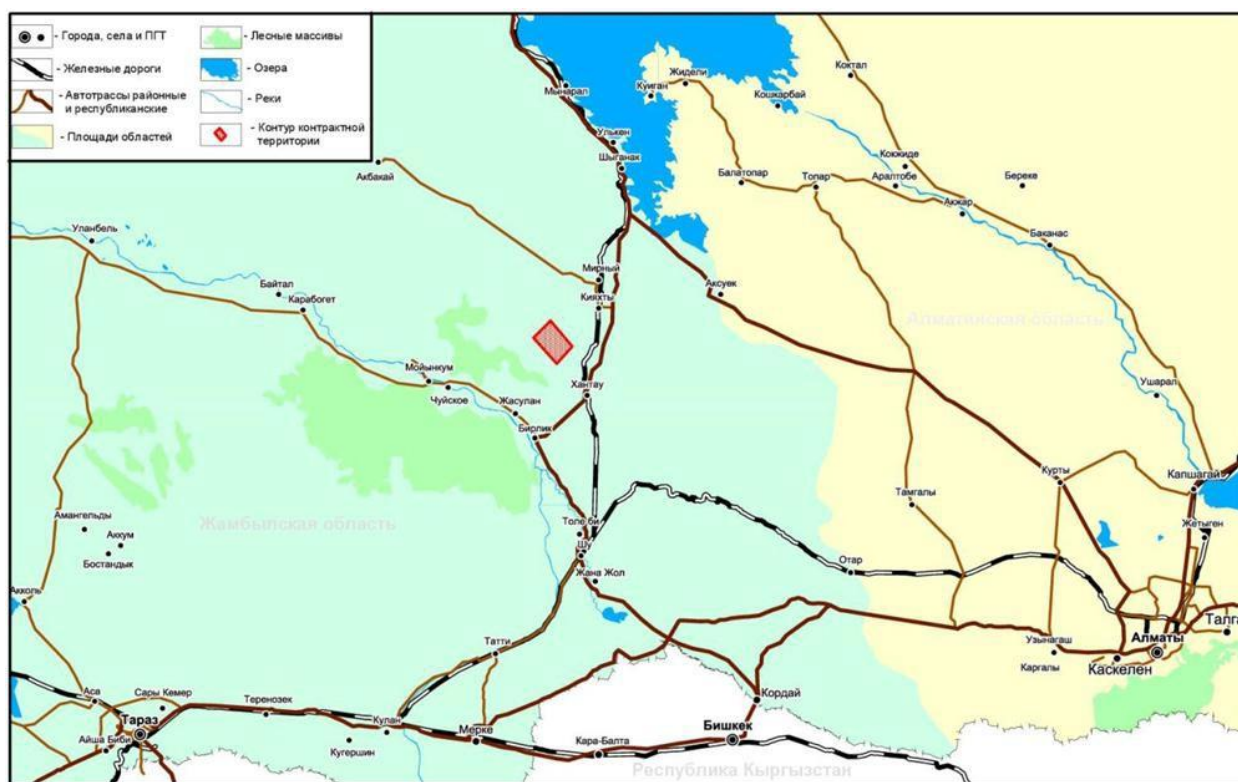 - Города, села и ПГТ
- Железные дороги
- Автотрассы районные
и республиканские
- Площади областей
- Лесные массивы
- Озера
- Реки
- Контур контрактной
территории
Мынарал
Куйган
Жидели
Коктал
Кошкарбай
Улькен
Шыганак
Акбакай
Балатопар
Топар
Кокжиде
Аралтобе
Береке
Акжар
Уланбель
Баканас
Мирный
Байтал
Карабогет
Кияхты
Аксуек
Алматинская область
Мойынкум
Чуйское
Хантау
Жасулан
Бирлик
Ушарал
Курты
Капшагай
Тамгалы
Амангельды
Аккум
Бостандык
Жамбылская область
Толе би
Шу
Жана Жол
Отар
Жетыген
Акколь
Татти
Узынагаш
Каргалы
Каскелен
Алматы
Талга
Аса
Сары Кемер
Теренозек
Тараз
Айша Биби
Кулан
Кугершин
Мерке
Кордай
Кара-Балта
Бишкек
Республика Кыргызстан